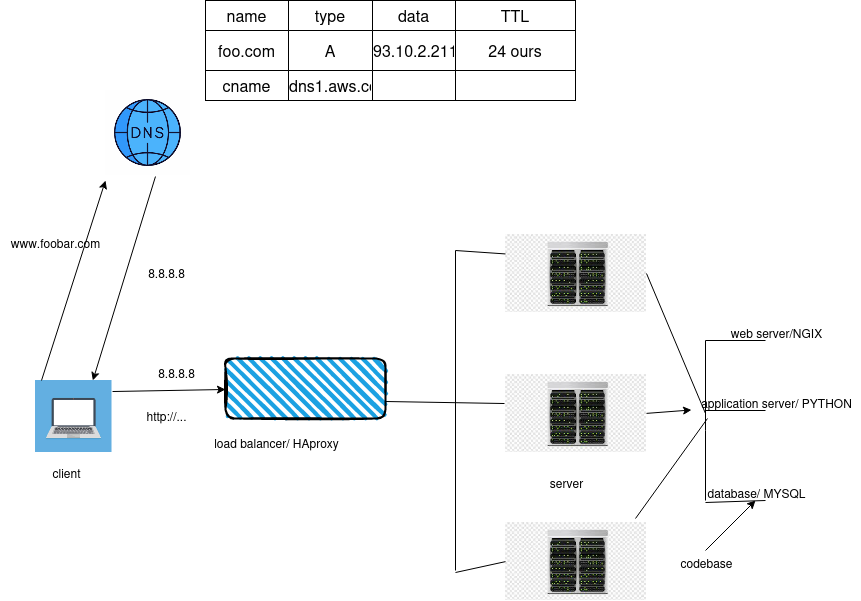 name type data TTL
foo.com A 93.10.2.211 24 ours
cname dns1.aws.c
DNS
www.foobar.com
8.8.8.8
8.8.8.8
http://...
load balancer/ HAproxy
client
server
web server/NGIX
application server/ PYTHON
database/ MYSQL
codebase